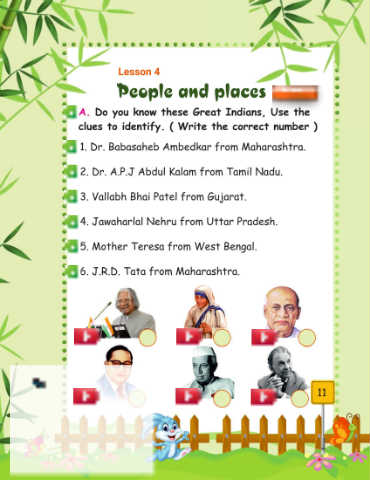 Lesson 4
People and places
A. Do you know these Great Indians, Use the
clues to identify. ( Write the correct number )
1. Dr. Babasaheb Ambedkar from Maharashtra.
2. Dr. A.P.J Abdul Kalam from Tamil Nadu.
3. Vallabh Bhai Patel from Gujarat.
4. Jawaharlal Nehru from Uttar Pradesh.
5. Mother Teresa from West Bengal.
6. J.R.D. Tata from Maharashtra.
11